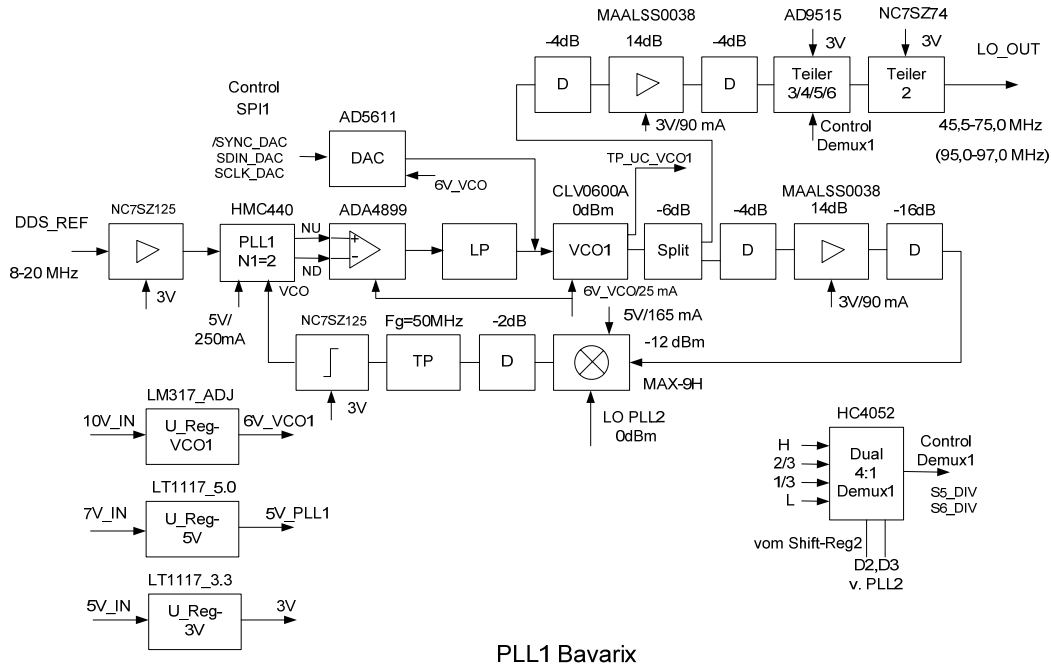 MAALSS0038
AD9515
NC7SZ74
-4dB
14dB
-4dB
3V
3V
LO_OUT
D
D
Teiler
3/4/5/6
Teiler
2
3V/90 mA
Control
Demux1
45,5-75,0 MHz
(95,0-97,0 MHz)
Control
SPI1
AD5611
/SYNC_DAC
SDIN_DAC
SCLK_DAC
DAC
6V_VCO
TP_UC_VCO1
CLV0600A
0dBm
MAALSS0038
DDS_REF
NC7SZ125
HMC440
ADA4899
-6dB
-4dB
14dB
-16dB
8-20 MHz
PLL1
N1=2
NU
ND
+
-
LP
VCO1
Split
D
D
3V
VCO
6V_VCO/25 mA
3V/90 mA
5V/
250mA
5V/165 mA
NC7SZ125
Fg=50MHz
-2dB
-12 dBm
TP
D
MAX-9H
3V
LO PLL2
0dBm
LM317_ADJ
10V_IN
U_Reg-
VCO1
6V_VCO1
LT1117_5.0
7V_IN
U_Reg-
5V
5V_PLL1
LT1117_3.3
5V_IN
U_Reg-
3V
3V
HC4052
H
2/3
1/3
L
Dual
4:1
Demux1
Control
Demux1
S5_DIV
S6_DIV
vom Shift-Reg2
D2,D3
v. PLL2
PLL1 Bavarix